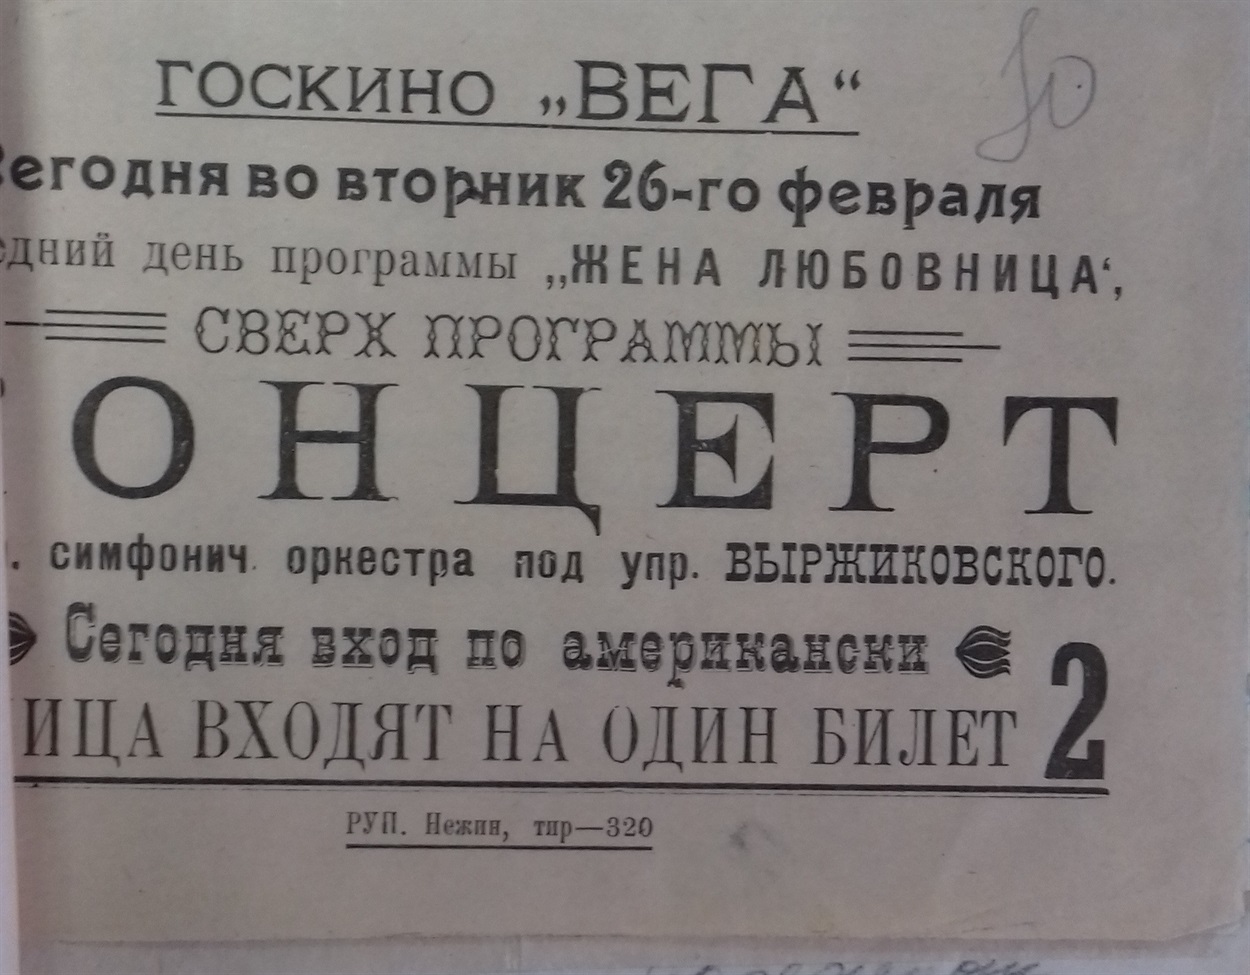 ГОСКИНО „ВЕГА“
егодня во вторник 26-го февраля
едний день программы „ЖЕНА ЛЮБОВНИЦА‘,
СВЕРХ ПРОГРАММЫ
ОНЦЕРТ
. симфонич. оркестра под упр. ВЫРЖИКОВСКОГО.
Сегодня вход по американски
ИЦА ВХОДЯТ НА ОДИН БИЛЕТ 2
РУП. Нежин, тир—320